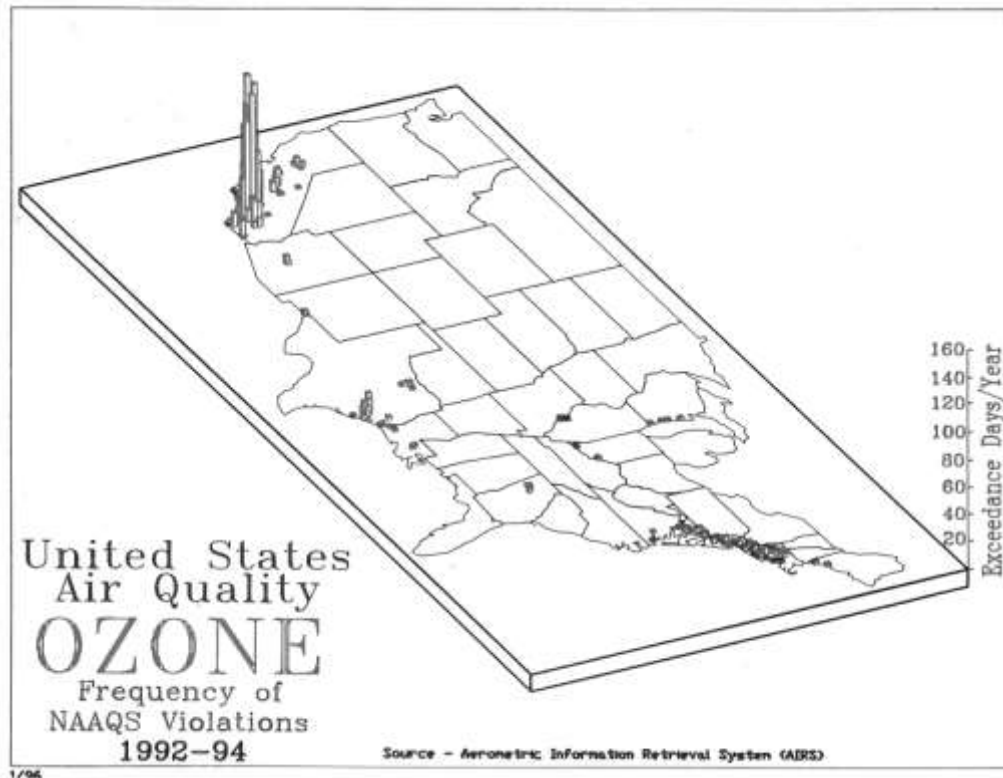 160
140
120
100
80
60
40
20
Exceedance Days/Year
United States
Air Quality
OZONE
Frequency of
NAAQS Violations
1992-94
Source - Aerometric Information Retrieval System (AIRS)
1/96